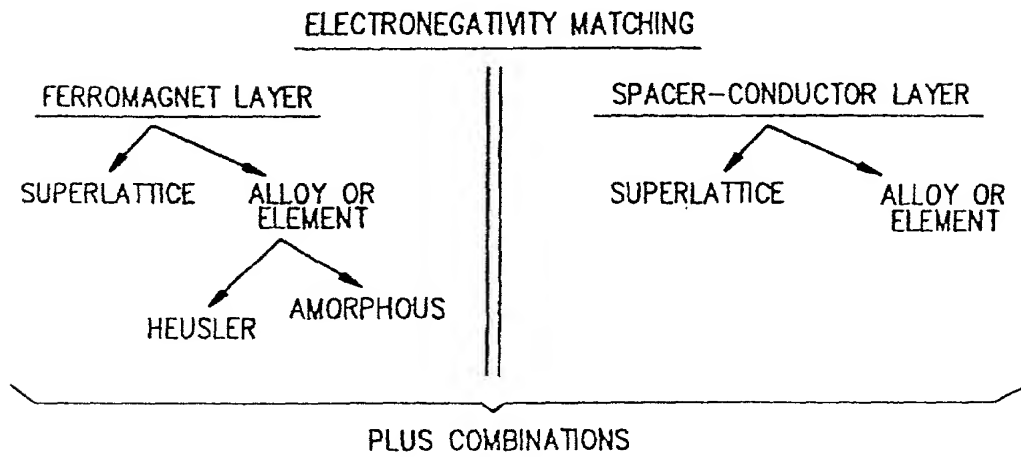 ELECTRONEGATIVITY MATCHING
FERROMAGNET LAYER
SUPERLATTICE
ALLOY OR
ELEMENT
HEUSLER
AMORPHOUS
SPACER-CONDUCTOR LAYER
SUPERLATTICE
ALLOY OR
ELEMENT
PLUS COMBINATIONS